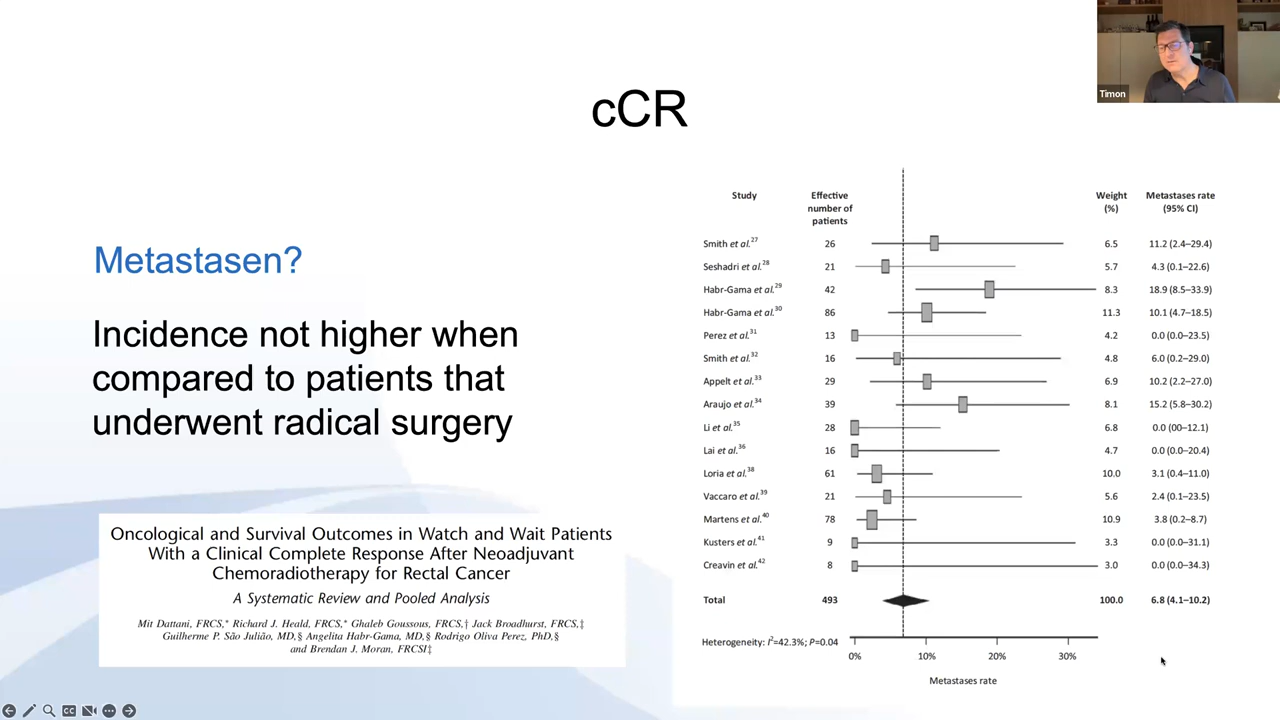 Timon
cCR
Metastasen?
Incidence not higher when
compared to patients that
underwent radical surgery
Oncological and Survival Outcomes in Watch and Wait Patients
With a Clinical Complete Response After Neoadjuvant
Chemoradiotherapy for Rectal Cancer
A Systematic Review and Pooled Analysis
Mit Dattani, FRCS,* Richard J. Heald, FRCS,* Ghaleb Goussous, FRCS,† Jack Broadhurst, FRCS,‡
Guilherme P. São Julião, MD,§ Angelita Habr-Gama, MD,§ Rodrigo Oliva Perez, PhD,§
and Brendan J. Moran, FRCSI‡
Study Effective number of patients Weight (%) Metastases rate (95% CI)
Smith et al.27 26 6.5 11.2 (2.4–29.4)
Seshadri et al.28 21 5.7 4.3 (0.1–22.6)
Habr-Gama et al.29 42 8.3 18.9 (8.5–33.9)
Habr-Gama et al.30 86 11.3 10.1 (4.7–18.5)
Perez et al.31 13 4.2 0.0 (0.0–23.5)
Smith et al.32 16 4.8 6.0 (0.2–29.0)
Appelt et al.33 29 6.9 10.2 (2.2–27.0)
Araujo et al.34 39 8.1 15.2 (5.8–30.2)
Li et al.35 28 6.8 0.0 (00–12.1)
Lai et al.36 16 4.7 0.0 (0.0–20.4)
Loria et al.38 61 10.0 3.1 (0.4–11.0)
Vaccaro et al.39 21 5.6 2.4 (0.1–23.5)
Martens et al.40 78 10.9 3.8 (0.2–8.7)
Kusters et al.41 9 3.3 0.0 (0.0–31.1)
Creavin et al.42 8 3.0 0.0 (0.0–34.3)
Total 493 100.0 6.8 (4.1–10.2)
Heterogeneity: I²=42.3%; P=0.04
0% 10% 20% 30%
Metastases rate
CC